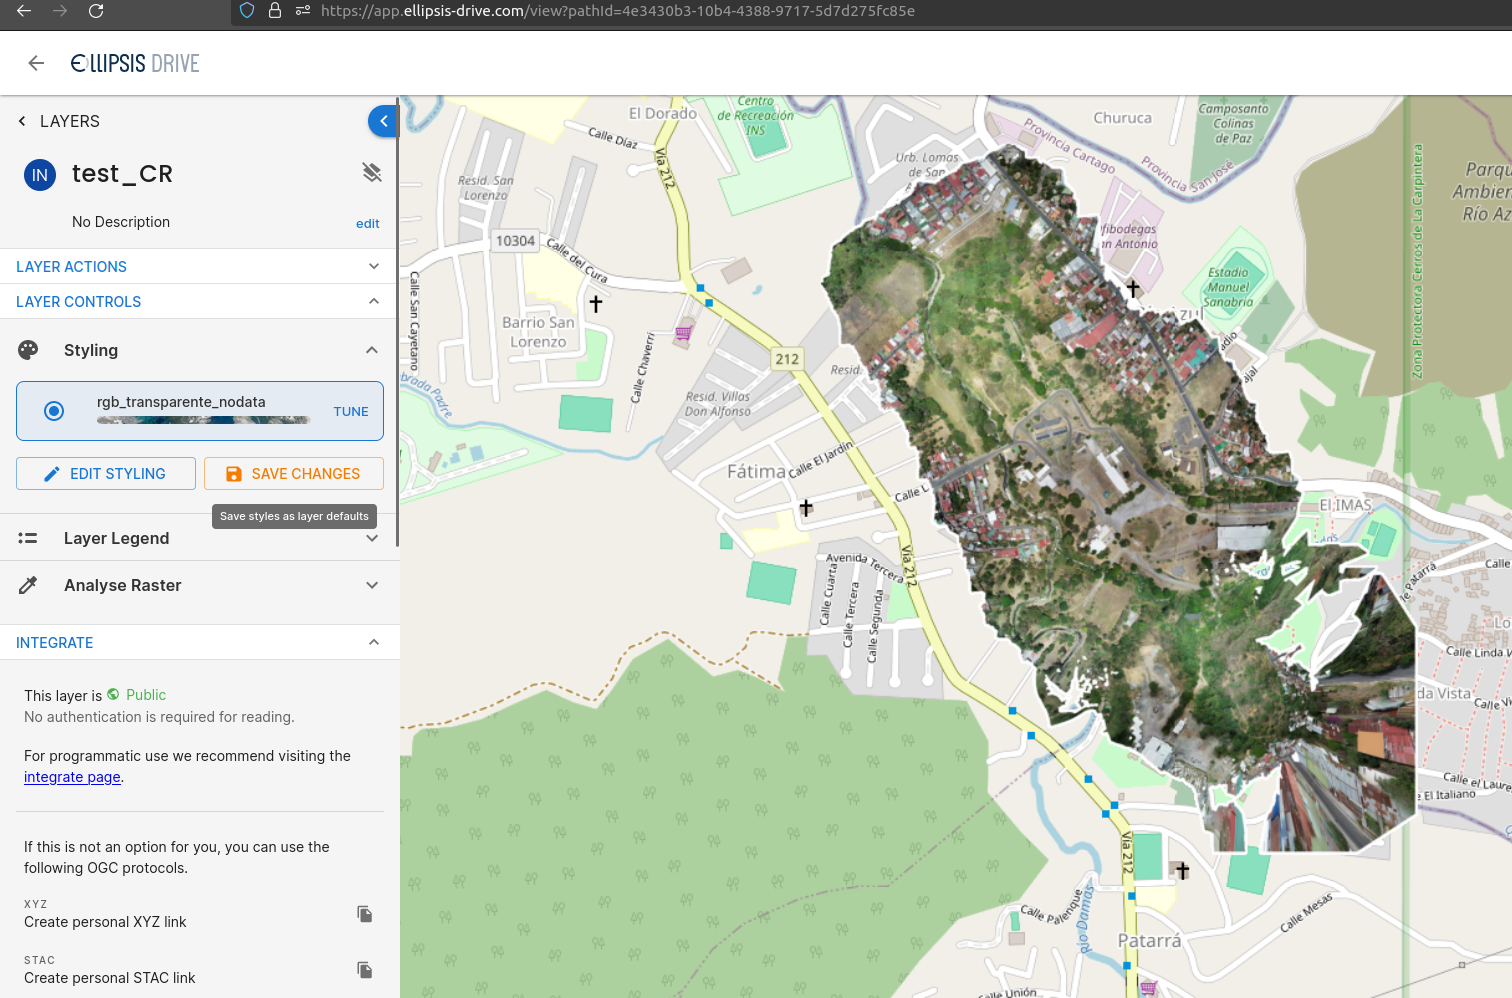 https://app.ellipsis-drive.com/view?pathId=4e3430b3-10b4-4388-9717-5d7d275fc85e
ELLIPSIS DRIVE
LAYERS
IN
test_CR
No Description
edit
LAYER ACTIONS
LAYER CONTROLS
Styling
rgb_transparente_nodata
TUNE
EDIT STYLING
SAVE CHANGES
Save styles as layer defaults
Layer Legend
Analyse Raster
INTEGRATE
This layer is Public
No authentication is required for reading.
For programmatic use we recommend visiting the
integrate page.
If this is not an option for you, you can use the
following OGC protocols.
XYZ
Create personal XYZ link
STAC
Create personal STAC link
El Dorado
Centro
de Recreación
INS
Calle Díaz
Vía 212
Resid. San
Lorenzo
10304
Calle del Cura
Calle San Cayetano
Barrio San
Lorenzo
Calle Chaverri
212
Resid.
Resid. Villas
Don Alfonso
Fátima
Calle El Jardín
Calle L
Vía 212
Avenida Tercera
Calle Cuarta
Calle Tercera
Calle Segunda
Urb. Lomas
de San
Provincia Cartago
Provincia San José
Churuca
Camposanto
Colinas
de Paz
Estadio
Manuel
Sanabria
Zona Protectora Cerros de La Carpintera
Parqu
Ambien
Río Az
El IMAS
Calle
Calle Linda V
Calle V
Calle el Laure
e El Italiano
Vía 212
Calle Palenque
Río Damas
Calle Mesas
Patarrá
Calle Unión